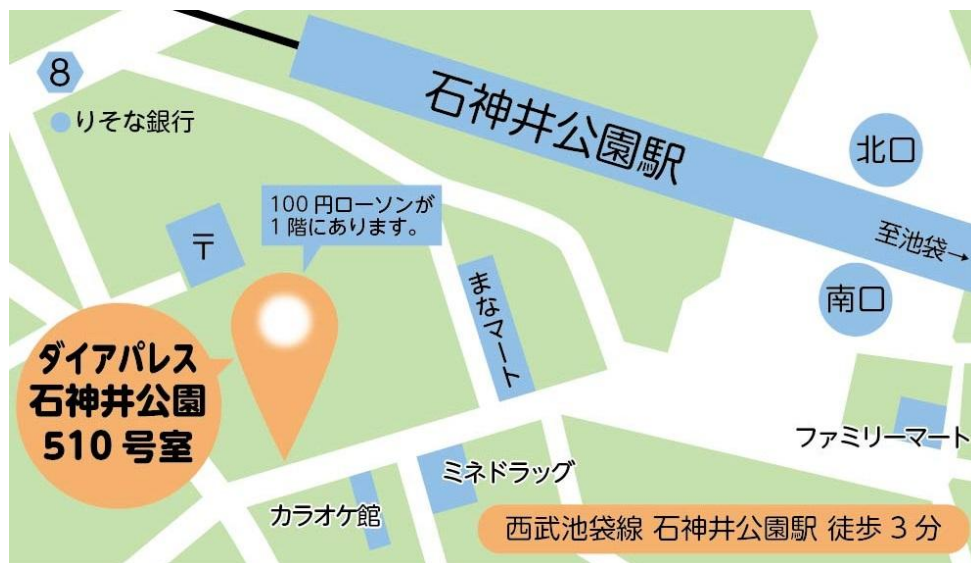 石神井公園駅
8
りそな銀行
北口
100円ローソンが
1階にあります。
〒
至池袋→
まなマート
南口
ダイアパレス
石神井公園
510号室
ファミリーマート
ミネドラッグ
カラオケ館
西武池袋線 石神井公園駅 徒歩3分